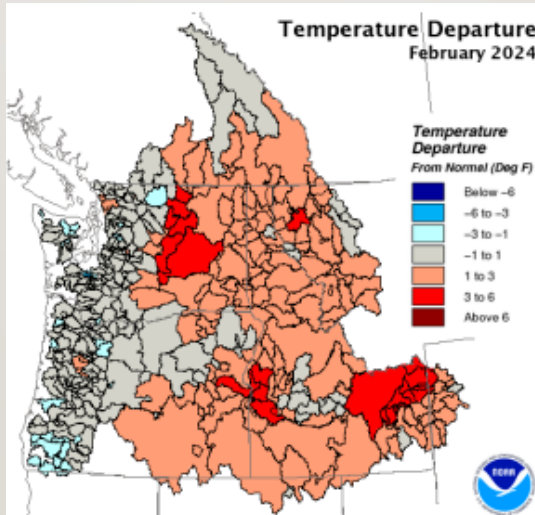 Temperature Departure
February 2024
Temperature
Departure
From Normal (Deg F)
Below -6
-6 to -3
-3 to -1
-1 to 1
1 to 3
3 to 6
Above 6
NOAA